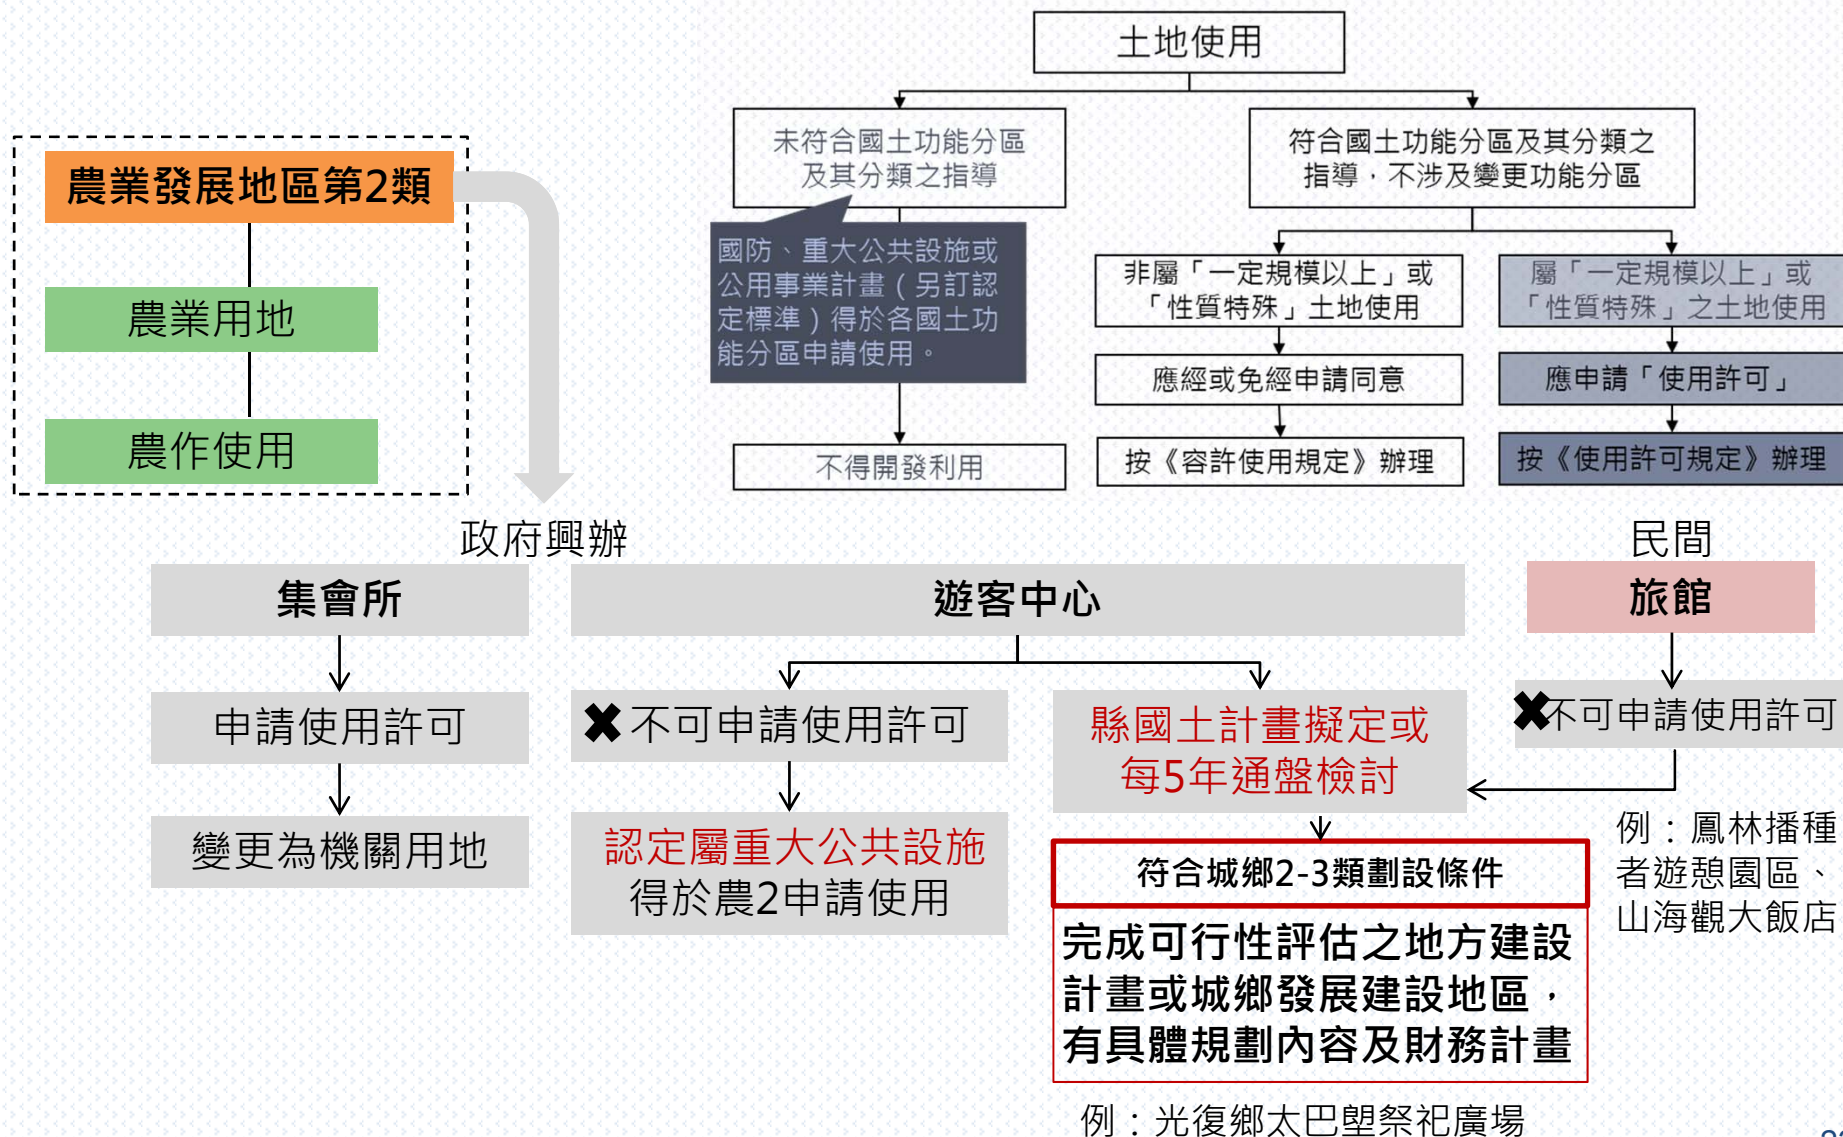 土地使用
未符合國土功能分區
及其分類之指導
符合國土功能分區及其分類之
指導，不涉及變更功能分區
國防、重大公共設施或
公用事業計畫（另訂認
定標準）得於各國土功
能分區申請使用。
非屬「一定規模以上」或
「性質特殊」土地使用
屬「一定規模以上」或
「性質特殊」之土地使用
應經或免經申請同意
應申請「使用許可」
不得開發利用
按《容許使用規定》辦理
按《使用許可規定》辦理
農業發展地區第2類
農業用地
農作使用
政府興辦
民間
集會所
遊客中心
旅館
申請使用許可
不可申請使用許可
縣國土計畫擬定或
每5年通盤檢討
不可申請使用許可
變更為機關用地
認定屬重大公共設施
得於農2申請使用
符合城鄉2-3類劃設條件
完成可行性評估之地方建設
計畫或城鄉發展建設地區，
有具體規劃內容及財務計畫
例：鳳林播種
者遊憩園區、
山海觀大飯店
例：光復鄉太巴塱祭祀廣場